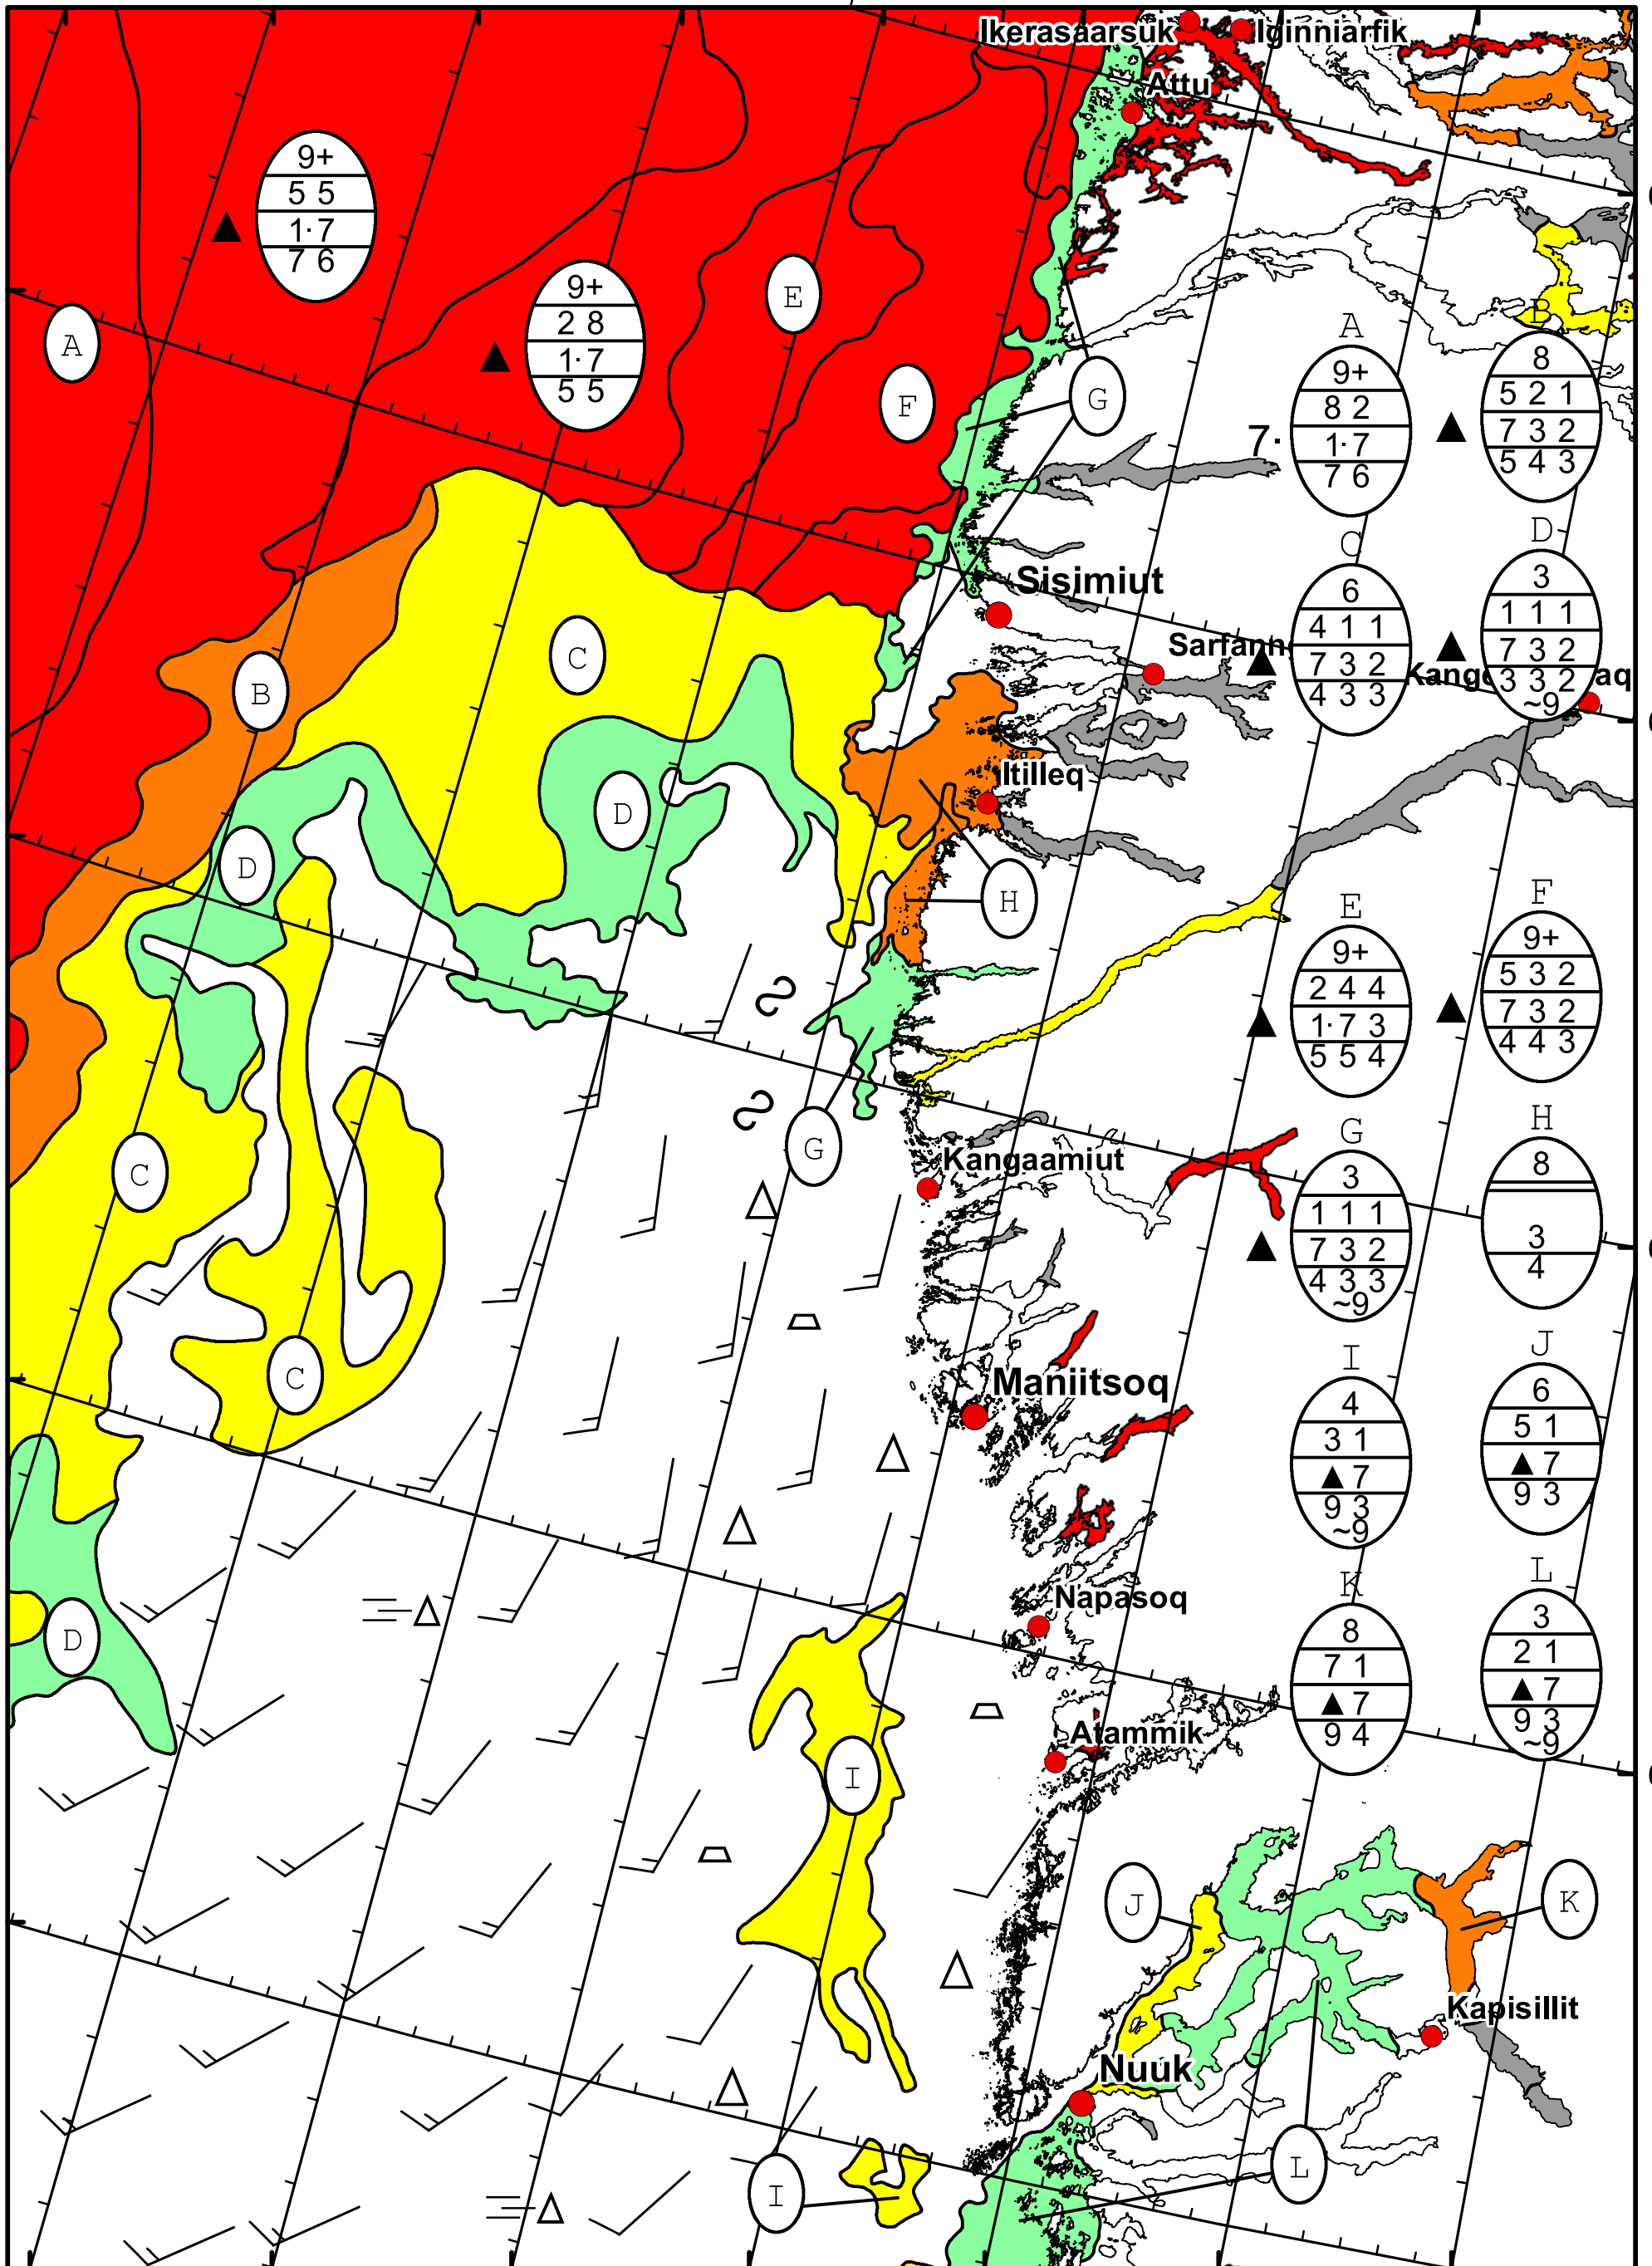 Ikerasaarsuk
Iginniarfik
Attu
9+
5 5
1·7
7 6
9+
2 8
1·7
5 5
E
A
F
G
A
9+
8 2
7·
1·7
7 6
B
8
5 2 1
7 3 2
5 4 3
Sisimiut
C
6
4 1 1
7 3 2
4 3 3
D
3
1 1 1
7 3 2
3 3 2
~9
Sarfann
Kange
aq
C
B
Itilleq
D
D
H
E
9+
2 4 4
1·7 3
5 5 4
F
9+
5 3 2
7 3 2
4 4 3
G
C
Kangaamiut
G
3
1 1 1
7 3 2
4 3 3
~9
H
8
3
4
C
Maniitsoq
I
4
3 1
▲ 7
9 3
~9
J
6
5 1
▲ 7
9 3
D
Napasoq
K
8
7 1
▲ 7
9 4
L
3
2 1
▲ 7
9 3
~9
Atammik
I
J
K
Kapisillit
Nuuk
L
I